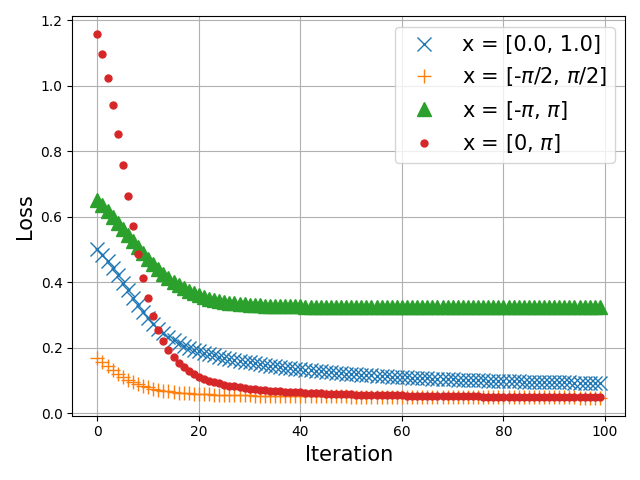 1.2
1.0
0.8
0.6
0.4
0.2
0.0
Loss
x = [0.0, 1.0]
x = [-π/2, π/2]
x = [-π, π]
x = [0, π]
0 20 40 60 80 100
Iteration